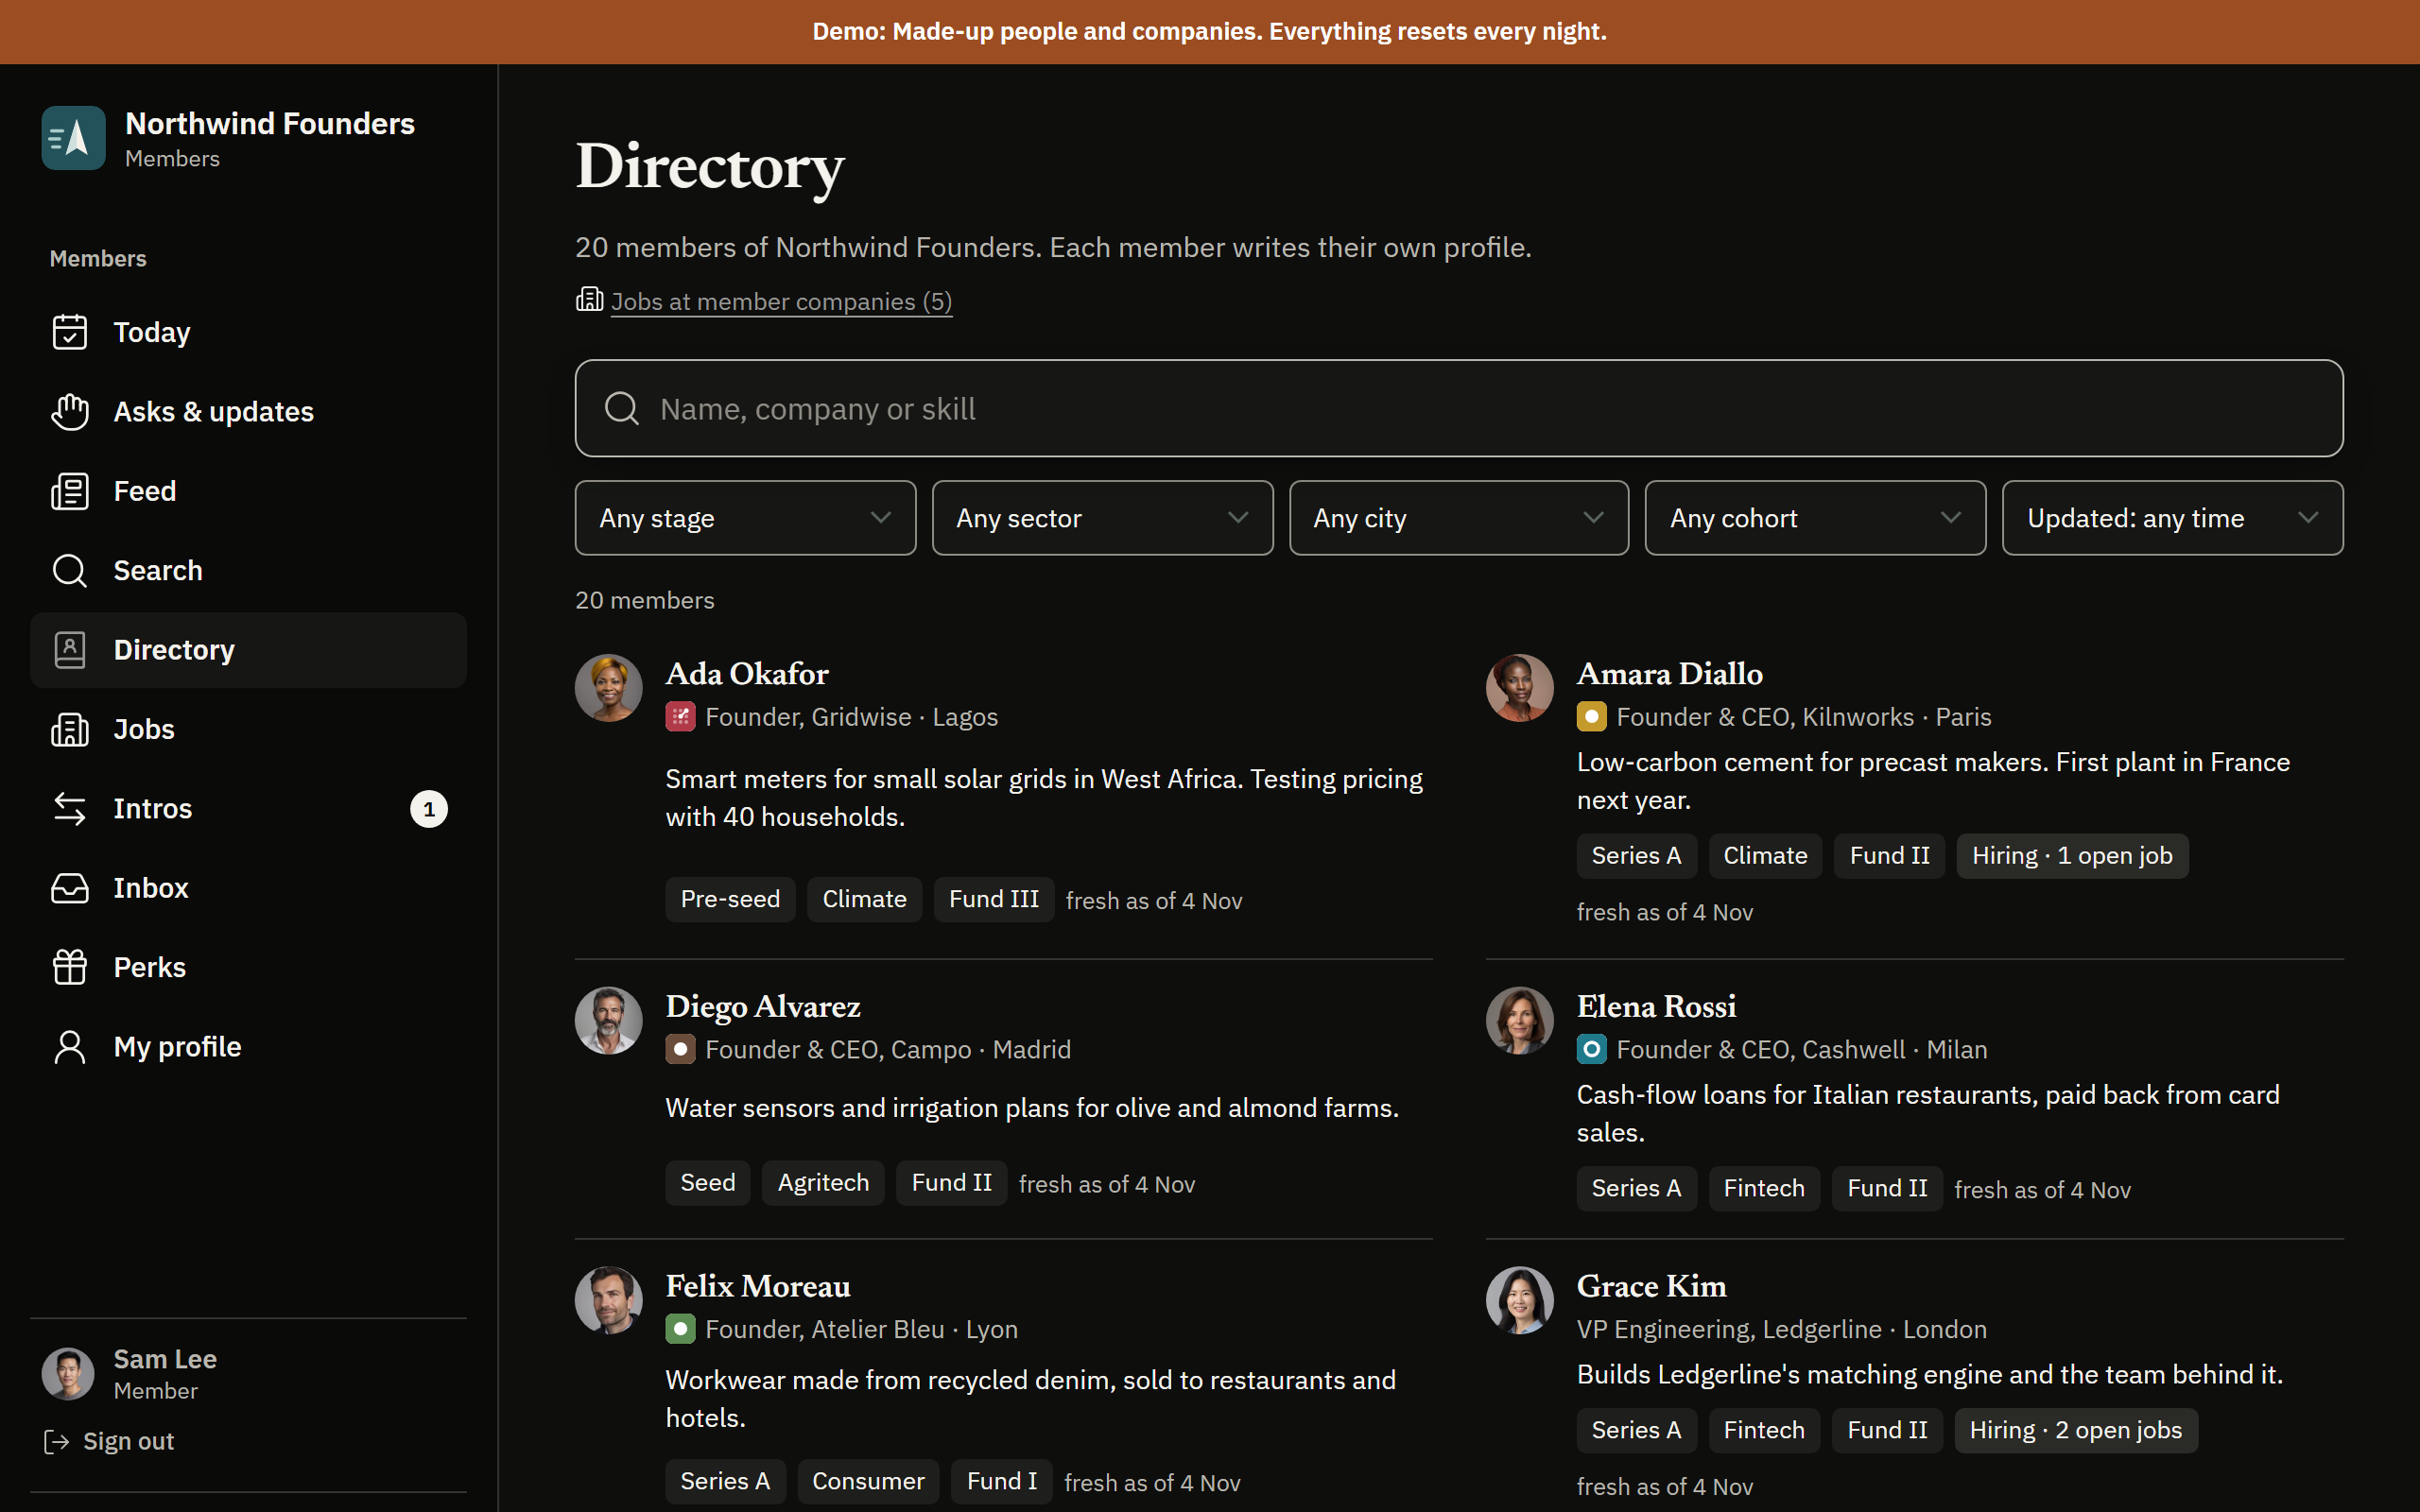 Demo: Made-up people and companies. Everything resets every night.
Northwind Founders
Members
Members
Today
Asks & updates
Feed
Search
Directory
Jobs
Intros
1
Inbox
Perks
My profile
Sam Lee
Member
Sign out
Directory
20 members of Northwind Founders. Each member writes their own profile.
Jobs at member companies (5)
Name, company or skill
Any stage
Any sector
Any city
Any cohort
Updated: any time
20 members
Ada Okafor
Founder, Gridwise · Lagos
Smart meters for small solar grids in West Africa. Testing pricing
with 40 households.
Pre-seed
Climate
Fund III
fresh as of 4 Nov
Amara Diallo
Founder & CEO, Kilnworks · Paris
Low-carbon cement for precast makers. First plant in France
next year.
Series A
Climate
Fund II
Hiring · 1 open job
fresh as of 4 Nov
Diego Alvarez
Founder & CEO, Campo · Madrid
Water sensors and irrigation plans for olive and almond farms.
Seed
Agritech
Fund II
fresh as of 4 Nov
Elena Rossi
Founder & CEO, Cashwell · Milan
Cash-flow loans for Italian restaurants, paid back from card
sales.
Series A
Fintech
Fund II
fresh as of 4 Nov
Felix Moreau
Founder, Atelier Bleu · Lyon
Workwear made from recycled denim, sold to restaurants and
hotels.
Series A
Consumer
Fund I
fresh as of 4 Nov
Grace Kim
VP Engineering, Ledgerline · London
Builds Ledgerline's matching engine and the team behind it.
Series A
Fintech
Fund II
Hiring · 2 open jobs
fresh as of 4 Nov